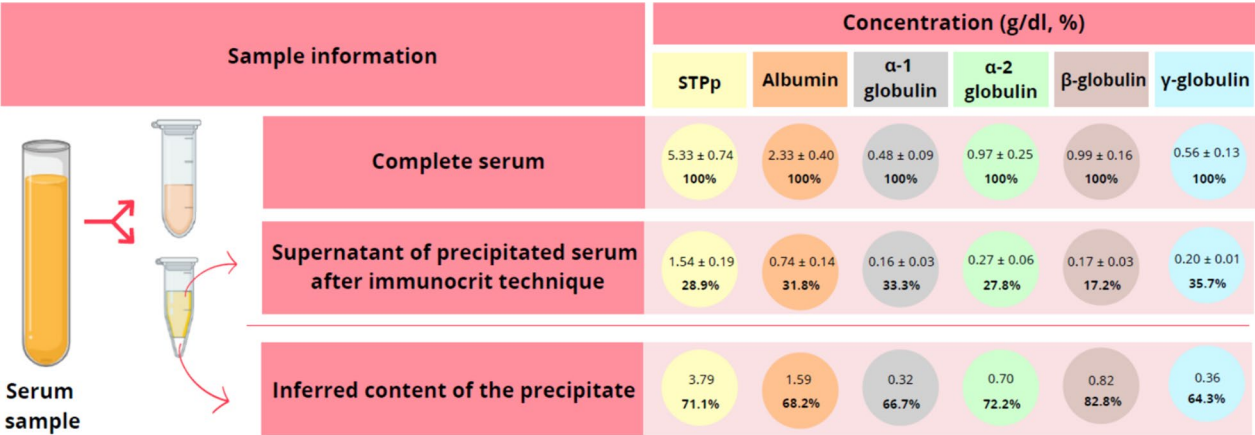 Sample information
Concentration (g/dl, %)
STPp
Albumin
α-1
globulin
α-2
globulin
β-globulin
γ-globulin
Complete serum
5.33 ± 0.74
100%
2.33 ± 0.40
100%
0.48 ± 0.09
100%
0.97 ± 0.25
100%
0.99 ± 0.16
100%
0.56 ± 0.13
100%
Supernatant of precipitated serum
after immunocrit technique
1.54 ± 0.19
28.9%
0.74 ± 0.14
31.8%
0.16 ± 0.03
33.3%
0.27 ± 0.06
27.8%
0.17 ± 0.03
17.2%
0.20 ± 0.01
35.7%
Inferred content of the precipitate
3.79
71.1%
1.59
68.2%
0.32
66.7%
0.70
72.2%
0.82
82.8%
0.36
64.3%
Serum
sample